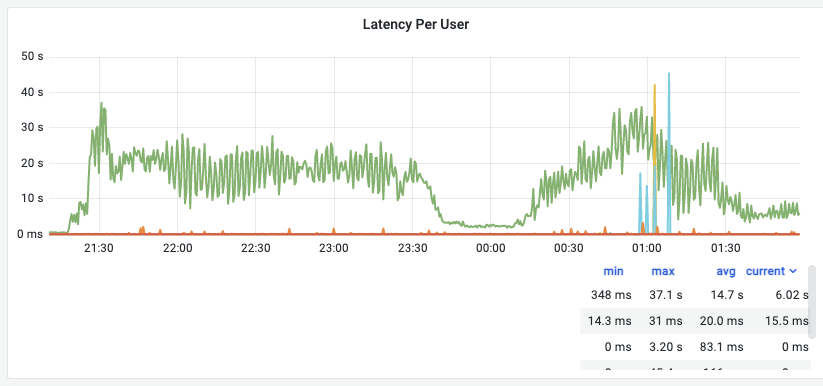 Latency Per User
50 s
40 s
30 s
20 s
10 s
0 ms
21:30 22:00 22:30 23:00 23:30 00:00 00:30 01:00 01:30
min max avg current
348 ms 37.1 s 14.7 s 6.02 s
14.3 ms 31 ms 20.0 ms 15.5 ms
0 ms 3.20 s 83.1 ms 0 ms